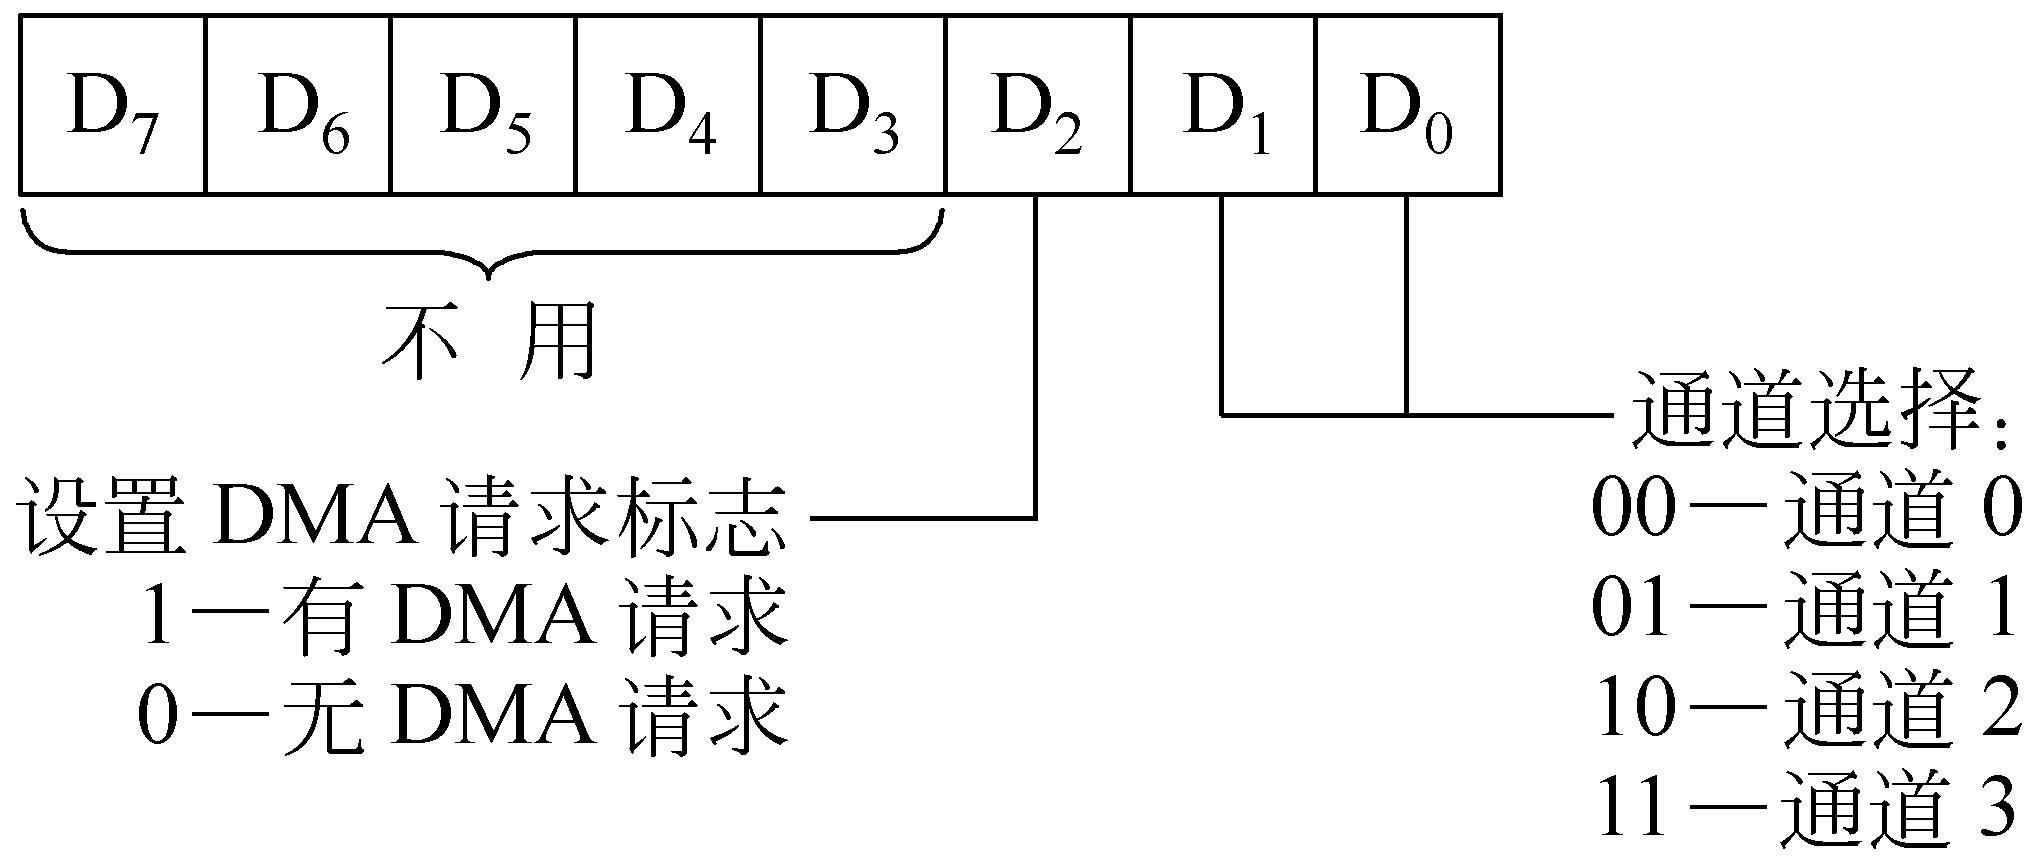 D₇ D₆ D₅ D₄ D₃ D₂ D₁ D₀
不 用
通道选择:
设置 DMA 请求标志
00—通道 0
1—有 DMA 请求
01—通道 1
0—无 DMA 请求
10—通道 2
11—通道 3